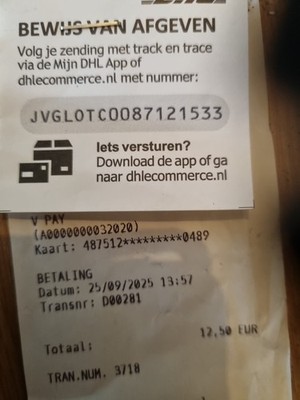 DHL
BEWIJS VAN AFGEVEN
Volg je zending met track en trace
via de Mijn DHL App of
dhlecommerce.nl met nummer:
JVGLOTC0087121533
Iets versturen?
Download de app of ga
naar dhlecommerce.nl
V PAY
(A0000000032020)
Kaart: 487512*********0489
BETALING
Datum: 25/09/2025 13:57
Transnr: D00281
12,50 EUR
Totaal:
TRAN.NUM. 3718